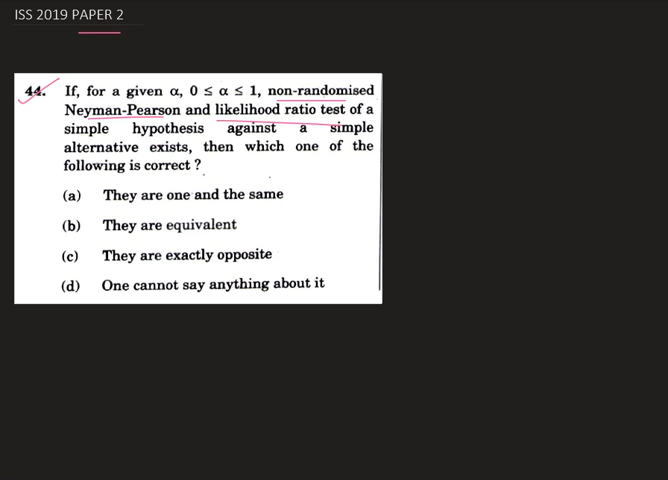 ISS 2019 PAPER 2
44. If, for a given α, 0 ≤ α ≤ 1, non-randomised
Neyman-Pearson and likelihood ratio test of a
simple hypothesis against a simple
alternative exists, then which one of the
following is correct ?
(a) They are one and the same
(b) They are equivalent
(c) They are exactly opposite
(d) One cannot say anything about it